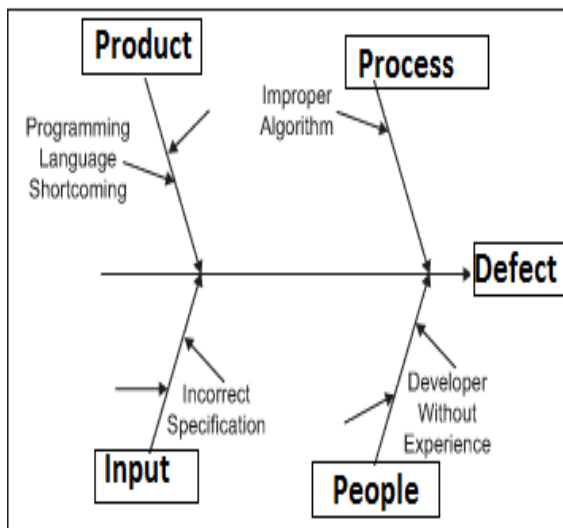 Product
Process
Improper
Algorithm
Programming
Language
Shortcoming
Defect
Incorrect
Specification
Developer
Without
Experience
Input
People